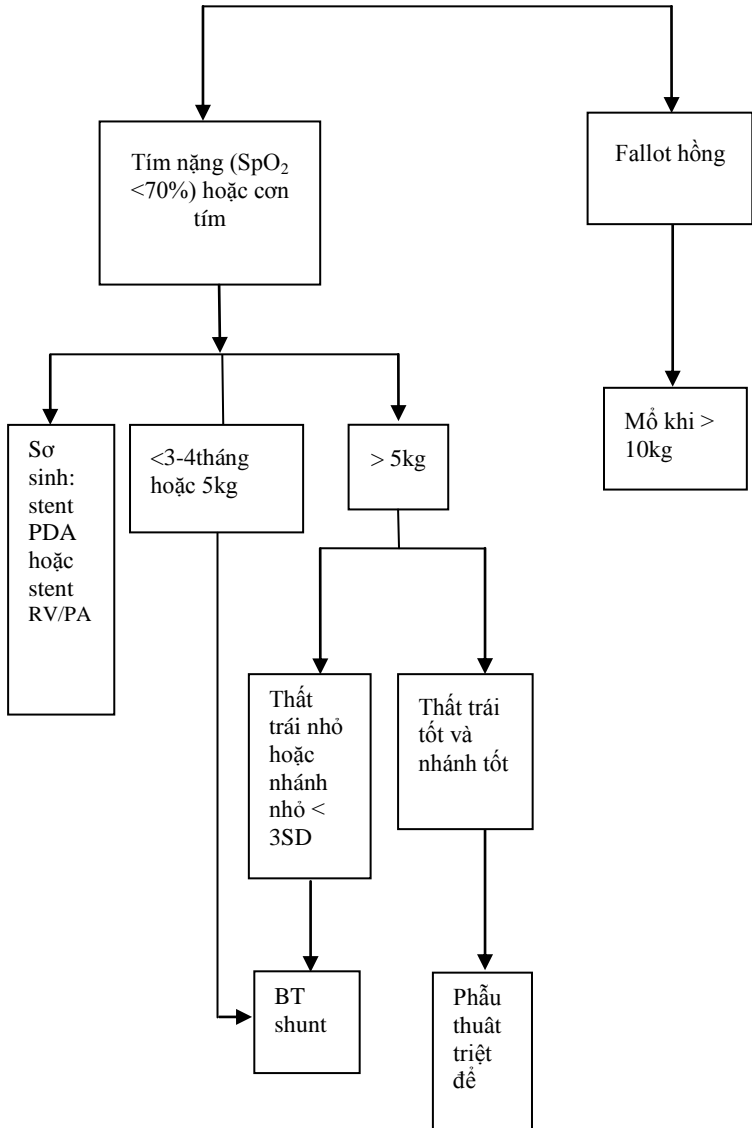 Tím nặng (SpO₂
<70%) hoặc cơn
tím
Fallot hồng
Sơ
sinh:
stent
PDA
hoặc
stent
RV/PA
<3-4tháng
hoặc 5kg
> 5kg
Mổ khi >
10kg
Thất
trái nhỏ
hoặc
nhánh
nhỏ <
3SD
Thất trái
tốt và
nhánh tốt
BT
shunt
Phẫu
thuât
triệt
để